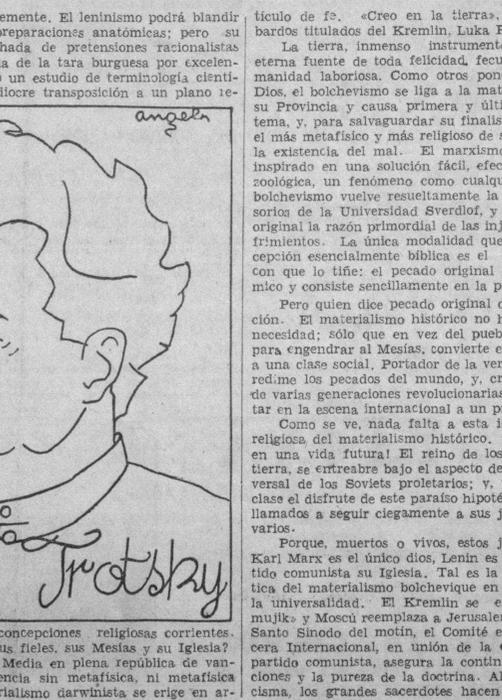 emente. El leninismo podrá blandir
reparaciones anatómicas; pero su
hada de pretensiones racionalistas
a de la tara burguesa por excelen-
o un estudio de terminología cientí-
diocre transposición a un plano re-
angeln
Trotsky
concepciones religiosas corrientes.
us fieles, sus Mesías y su Iglesia?
Media en plena república de van-
encia sin metafísica, ni metafísica
rialismo darwinista se erige en ar-
tículo de fe. «Creo en la tierra».
bardos titulados del Kremlin, Luka P
La tierra, inmenso instrument
eterna fuente de toda felicidad, fecu
manidad laboriosa. Como otros pon
Dios, el bolchevismo se liga a la mat
su Provincia y causa primera y últi
tema, y, para salvaguardar su finalis
el más metafísico y más religioso de s
la existencia del mal. El marxismo
inspirado en una solución fácil, efec
zoológica, un fenómeno como cualqu
bolchevismo vuelve resueltamente la
sorios de la Universidad Sverdlof, y
original la razón primordial de las inj
frimientos. La única modalidad que
cepción esencialmente bíblica es el
con que lo tiñe: el pecado original
mico y consiste sencillamente en la p
Pero quien dice pecado original d
ción. El materialismo histórico no h
necesidad; sólo que en vez del pueb
para engendrar al Mesías, convierte e
a una clase social. Portador de la ver
redime los pecados del mundo, y, cr
de varias generaciones revolucionarias
tar en la escena internacional a un p
Como se ve, nada falta a esta i
religiosa del materialismo histórico.
en una vida futura! El reino de los
tierra, se entreabre bajo el aspecto de
versal de los Soviets proletarios; y,
clase el disfrute de este paraíso hipoté
llamados a seguir ciegamente a sus j
varios.
Porque, muertos o vivos, estos j
Karl Marx es el único dios, Lenin es
tido comunista su Iglesia. Tal es la
tica del materialismo bolchevique en
la universalidad. El Kremlin se e
mujiks y Moscú reemplaza a Jerusalen
Santo Sinodo del motín, el Comité e
cera Internacional, en unión de la C
partido comunista, asegura la contin
ciones y la pureza de la doctrina. E
cisma, los grandes sacerdotes hace